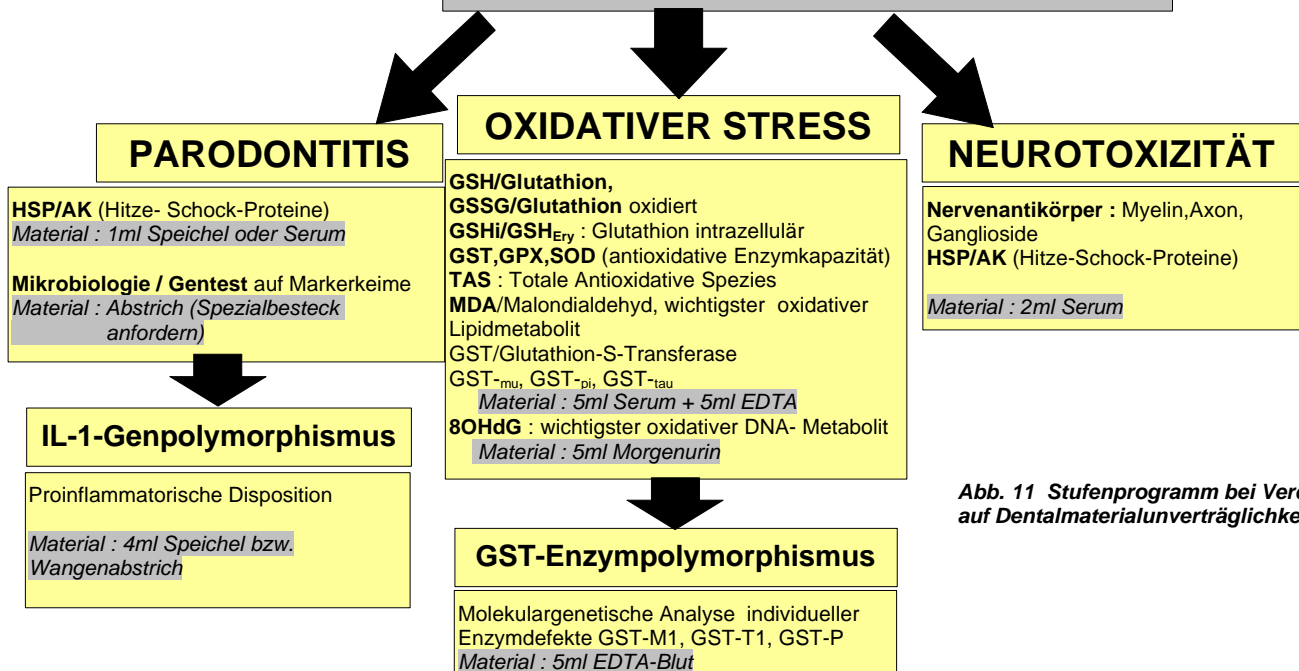 PARODONTITIS
HSP/AK (Hitze- Schock-Proteine)
Material : 1ml Speichel oder Serum
Mikrobiologie / Gentest auf Markerkeime
Material : Abstrich (Spezialbesteck
anfordern)
IL-1-Genpolymorphismus
Proinflammatorische Disposition
Material : 4ml Speichel bzw.
Wangenabstrich
OXIDATIVER STRESS
GSH/Glutathion,
GSSG/Glutathion oxidiert
GSHi/GSHEry : Glutathion intrazellulär
GST,GPX,SOD (antioxidative Enzymkapazität)
TAS : Totale Antioxidative Spezies
MDA/Malondialdehyd, wichtigster oxidativer
Lipidmetabolit
GST/Glutathion-S-Transferase
GST-mu, GST-pi, GST-tau
Material : 5ml Serum + 5ml EDTA
8OHdG : wichtigster oxidativer DNA- Metabolit
Material : 5ml Morgenurin
GST-Enzympolymorphismus
Molekulargenetische Analyse individueller
Enzymdefekte GST-M1, GST-T1, GST-P
Material : 5ml EDTA-Blut
NEUROTOXIZITÄT
Nervenantikörper : Myelin,Axon,
Ganglioside
HSP/AK (Hitze-Schock-Proteine)
Material : 2ml Serum
Abb. 11 Stufenprogramm bei
auf